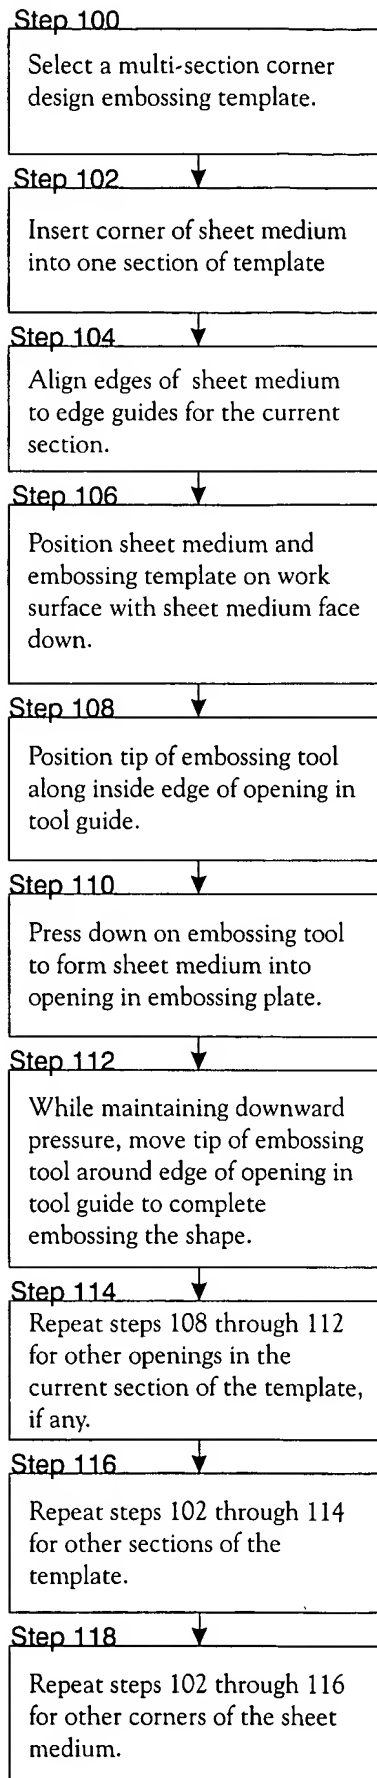 Step 100
Select a multi-section corner
design embossing template.
Step 102
Insert corner of sheet medium
into one section of template
Step 104
Align edges of sheet medium
to edge guides for the current
section.
Step 106
Position sheet medium and
embossing template on work
surface with sheet medium face
down.
Step 108
Position tip of embossing tool
along inside edge of opening in
tool guide.
Step 110
Press down on embossing tool
to form sheet medium into
opening in embossing plate.
Step 112
While maintaining downward
pressure, move tip of embossing
tool around edge of opening in
tool guide to complete
embossing the shape.
Step 114
Repeat steps 108 through 112
for other openings in the
current section of the template,
if any.
Step 116
Repeat steps 102 through 114
for other sections of the
template.
Step 118
Repeat steps 102 through 116
for other corners of the sheet
medium.